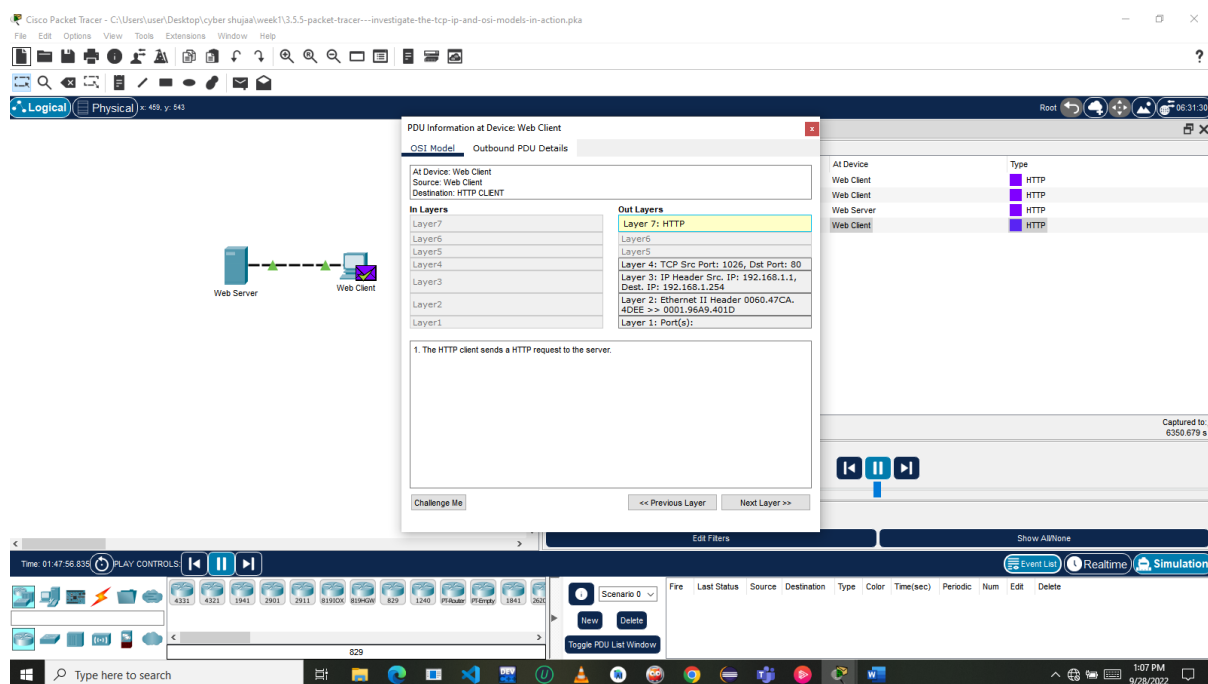 Cisco Packet Tracer - C:\Users\user\Desktop\cyber shujaa\week1\3.5.5-packet-tracer---investigate-the-tcp-ip-and-osi-models-in-action.pka
File Edit Options View Tools Extensions Window Help
?
Logical Physical x: 459, y: 543 Root 06:31:30
PDU Information at Device: Web Client x
OSI Model Outbound PDU Details
At Device: Web Client
Source: Web Client
Destination: HTTP CLIENT
In Layers Out Layers
Layer7 Layer 7: HTTP
Layer6 Layer6
Layer5 Layer5
Layer4 Layer 4: TCP Src Port: 1026, Dst Port: 80
Layer3 Layer 3: IP Header Src. IP: 192.168.1.1,
Dest. IP: 192.168.1.254
Layer2 Layer 2: Ethernet II Header 0060.47CA.
4DEE >> 0001.96A9.401D
Layer1 Layer 1: Port(s):
1. The HTTP client sends a HTTP request to the server.
Challenge Me << Previous Layer Next Layer >>
At Device Type
Web Client HTTP
Web Client HTTP
Web Server HTTP
Web Client HTTP
Web Server Web Client
Captured to:
6350.679 s
Edit Filters Show All/None
Time: 01:47:56.835 PLAY CONTROLS: Event List Realtime Simulation
4331 4321 1941 2901 2911 819IOX 819HGW 829 1240 PT-Router PT-Empty 1841 2620
829
Scenario 0
New Delete
Toggle PDU List Window
Fire Last Status Source Destination Type Color Time(sec) Periodic Num Edit Delete
Type here to search
DEV
1:07 PM
9/28/2022